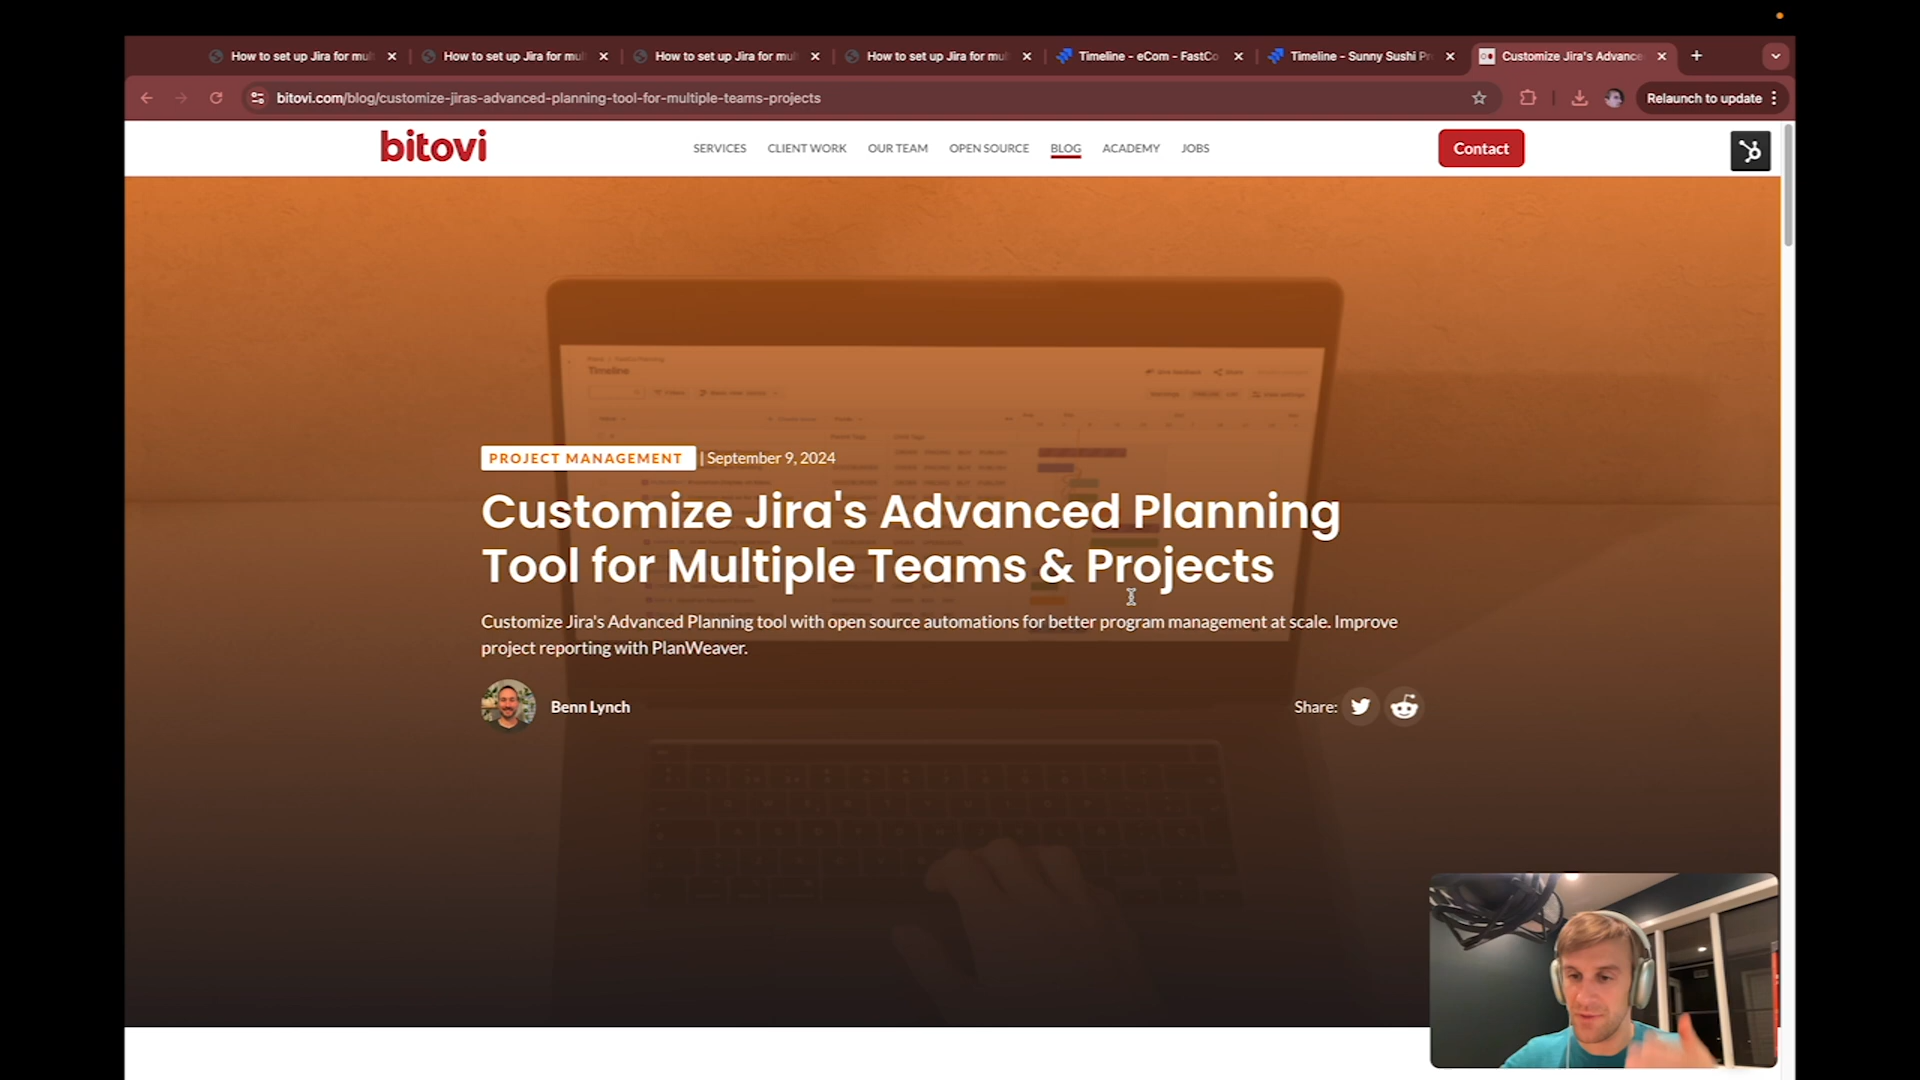 How to set up Jira for mul
How to set up Jira for mul
How to set up Jira for mul
How to set up Jira for mul
Timeline - eCom - FastCo
Timeline - Sunny Sushi Pr
Customize Jira's Advance
bitovi.com/blog/customize-jiras-advanced-planning-tool-for-multiple-teams-projects
Relaunch to update
bitovi
SERVICES
CLIENT WORK
OUR TEAM
OPEN SOURCE
BLOG
ACADEMY
JOBS
Contact
Timeline
PROJECT MANAGEMENT | September 9, 2024
Customize Jira's Advanced Planning
Tool for Multiple Teams & Projects
Customize Jira's Advanced Planning tool with open source automations for better program management at scale. Improve
project reporting with PlanWeaver.
Benn Lynch
Share: